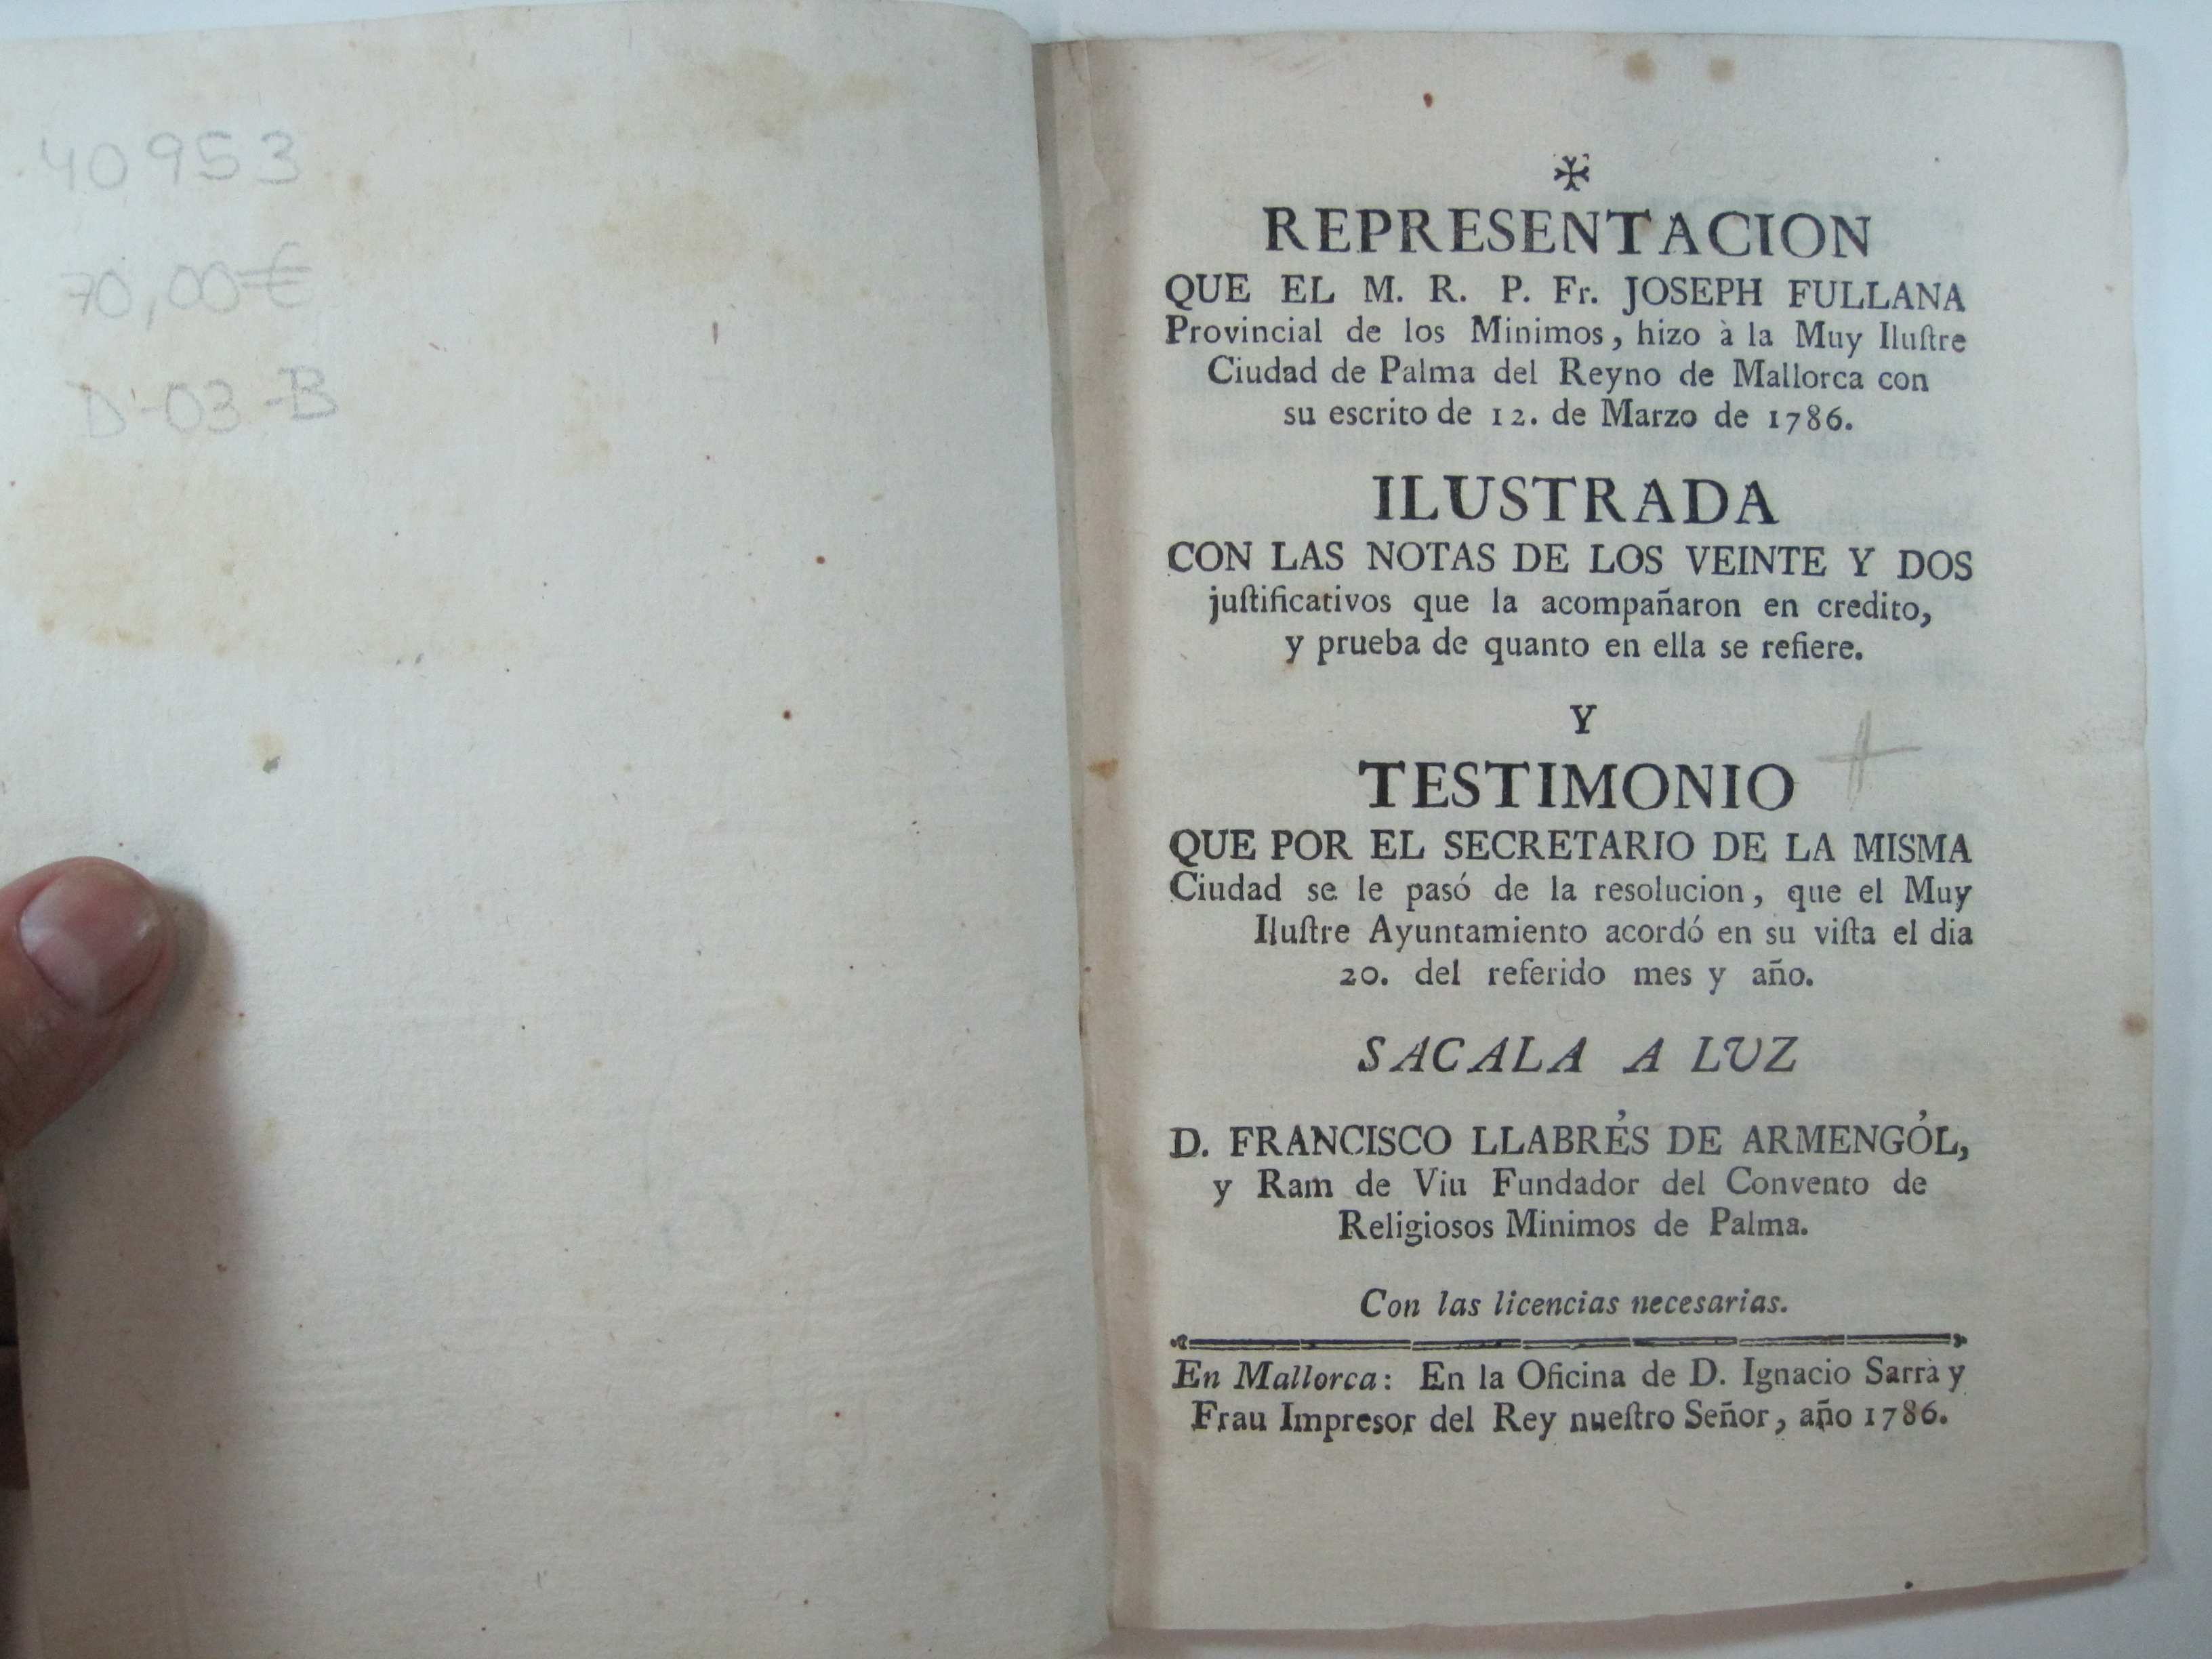 40953
70,00€
D-03-B
✠
REPRESENTACION
QUE EL M. R. P. Fr. JOSEPH FULLANA
Provincial de los Minimos, hizo à la Muy Iluſtre
Ciudad de Palma del Reyno de Mallorca con
su escrito de 12. de Marzo de 1786.
ILUSTRADA
CON LAS NOTAS DE LOS VEINTE Y DOS
juſtificativos que la acompañaron en credito,
y prueba de quanto en ella se refiere.
Y
TESTIMONIO
QUE POR EL SECRETARIO DE LA MISMA
Ciudad se le pasó de la resolucion, que el Muy
Iluſtre Ayuntamiento acordó en su viſta el dia
20. del referido mes y año.
SACALA A LUZ
D. FRANCISCO LLABRÉS DE ARMENGÓL,
y Ram de Viu Fundador del Convento de
Religiosos Minimos de Palma.
Con las licencias necesarias.
En Mallorca: En la Oficina de D. Ignacio Sarrà y
Frau Impresor del Rey nueſtro Señor, año 1786.